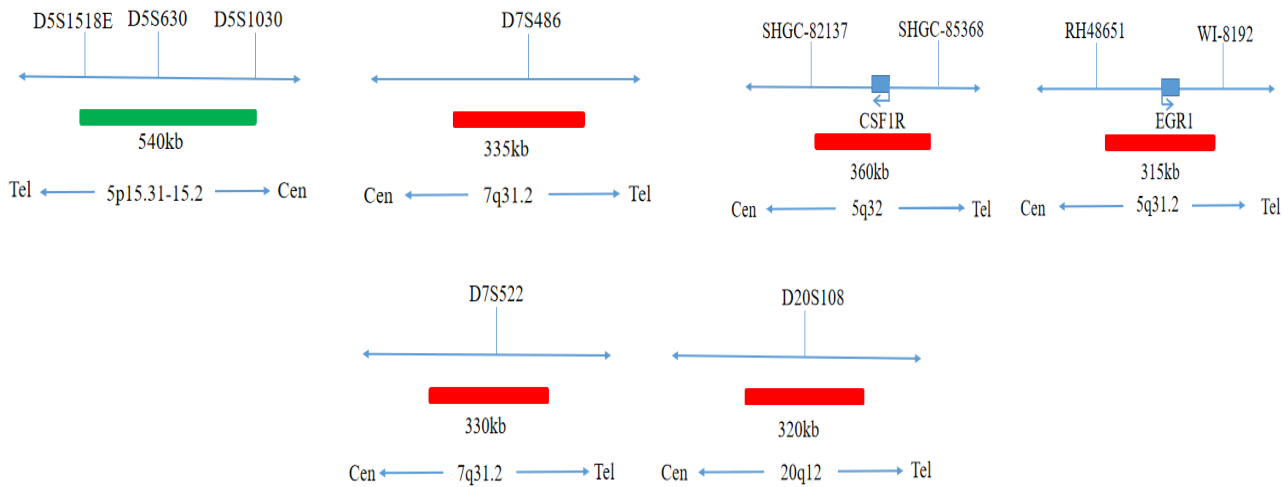 D5S1518E D5S630 D5S1030
540kb
Tel 5p15.31-15.2 Cen
D7S486
335kb
Cen 7q31.2 Tel
SHGC-82137 SHGC-85368
CSF1R
360kb
Cen 5q32 Tel
RH48651 WI-8192
EGR1
315kb
Cen 5q31.2 Tel
D7S522
330kb
Cen 7q31.2 Tel
D20S108
320kb
Cen 20q12 Tel